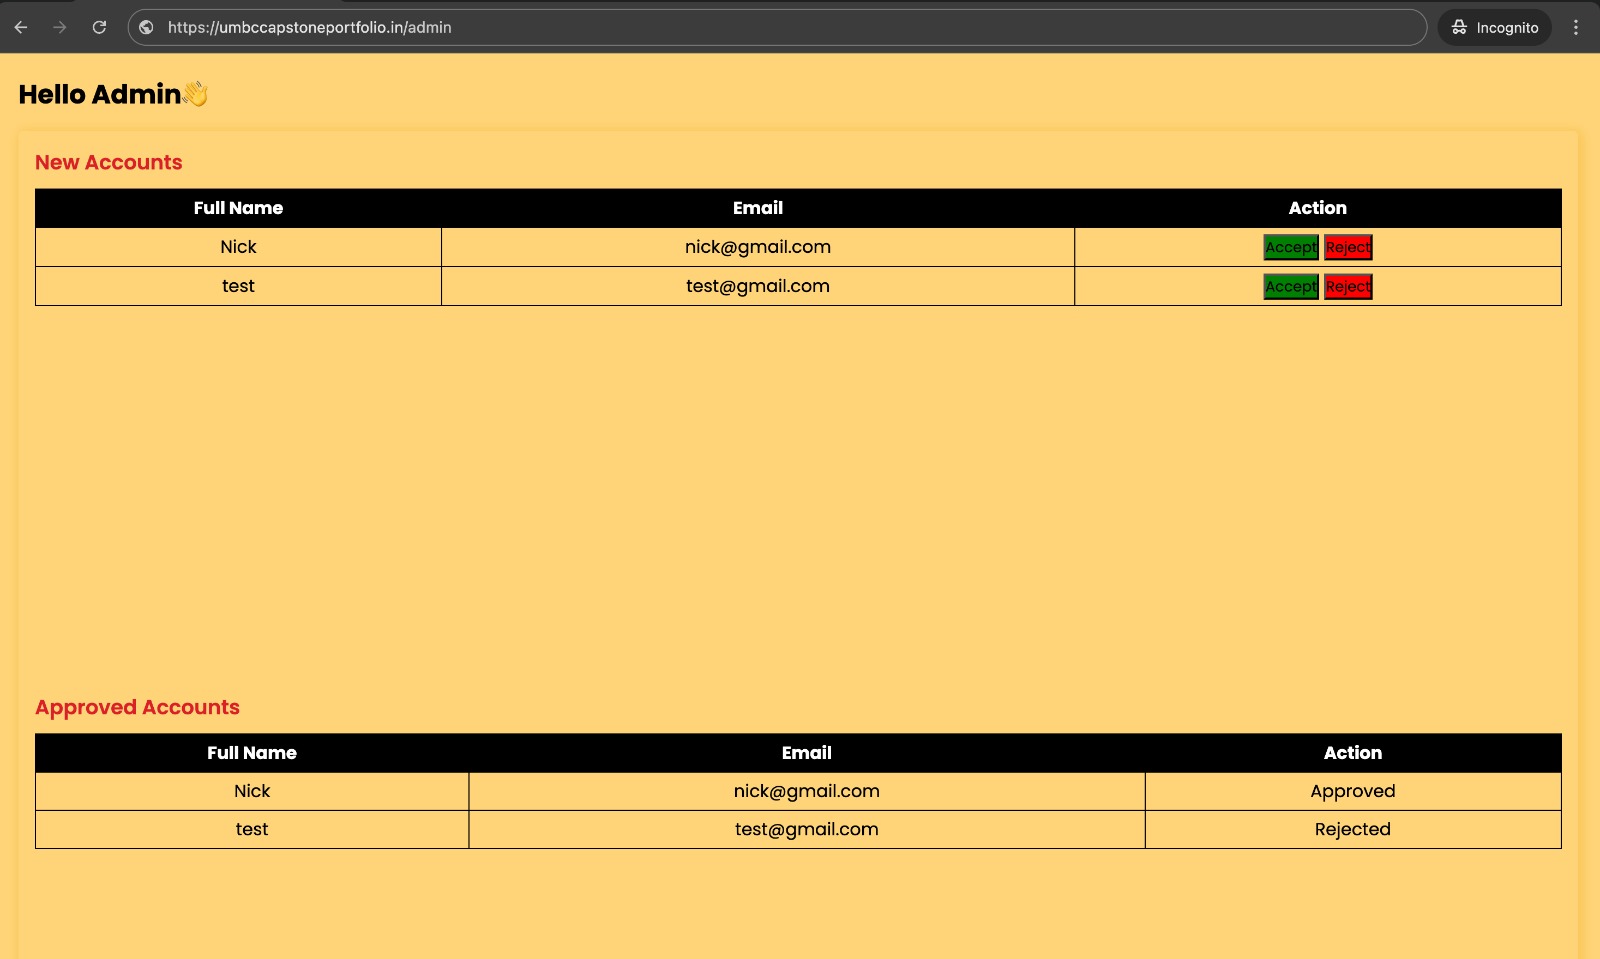 https://umbccapstoneportfolio.in/admin
Incognito
Hello Admin👋
New Accounts
Full Name Email Action
Nick nick@gmail.com Accept Reject
test test@gmail.com Accept Reject
Approved Accounts
Full Name Email Action
Nick nick@gmail.com Approved
test test@gmail.com Rejected